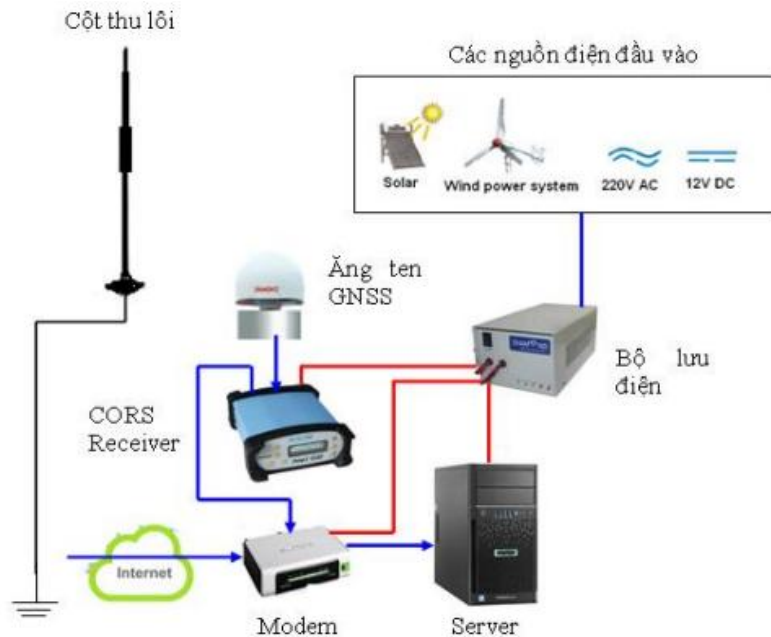 Cột thu lôi
Các nguồn điện đầu vào
Solar
Wind power system
220V AC
12V DC
Ăng ten
GNSS
Bộ lưu
điện
CORS
Receiver
Internet
Modem
Server